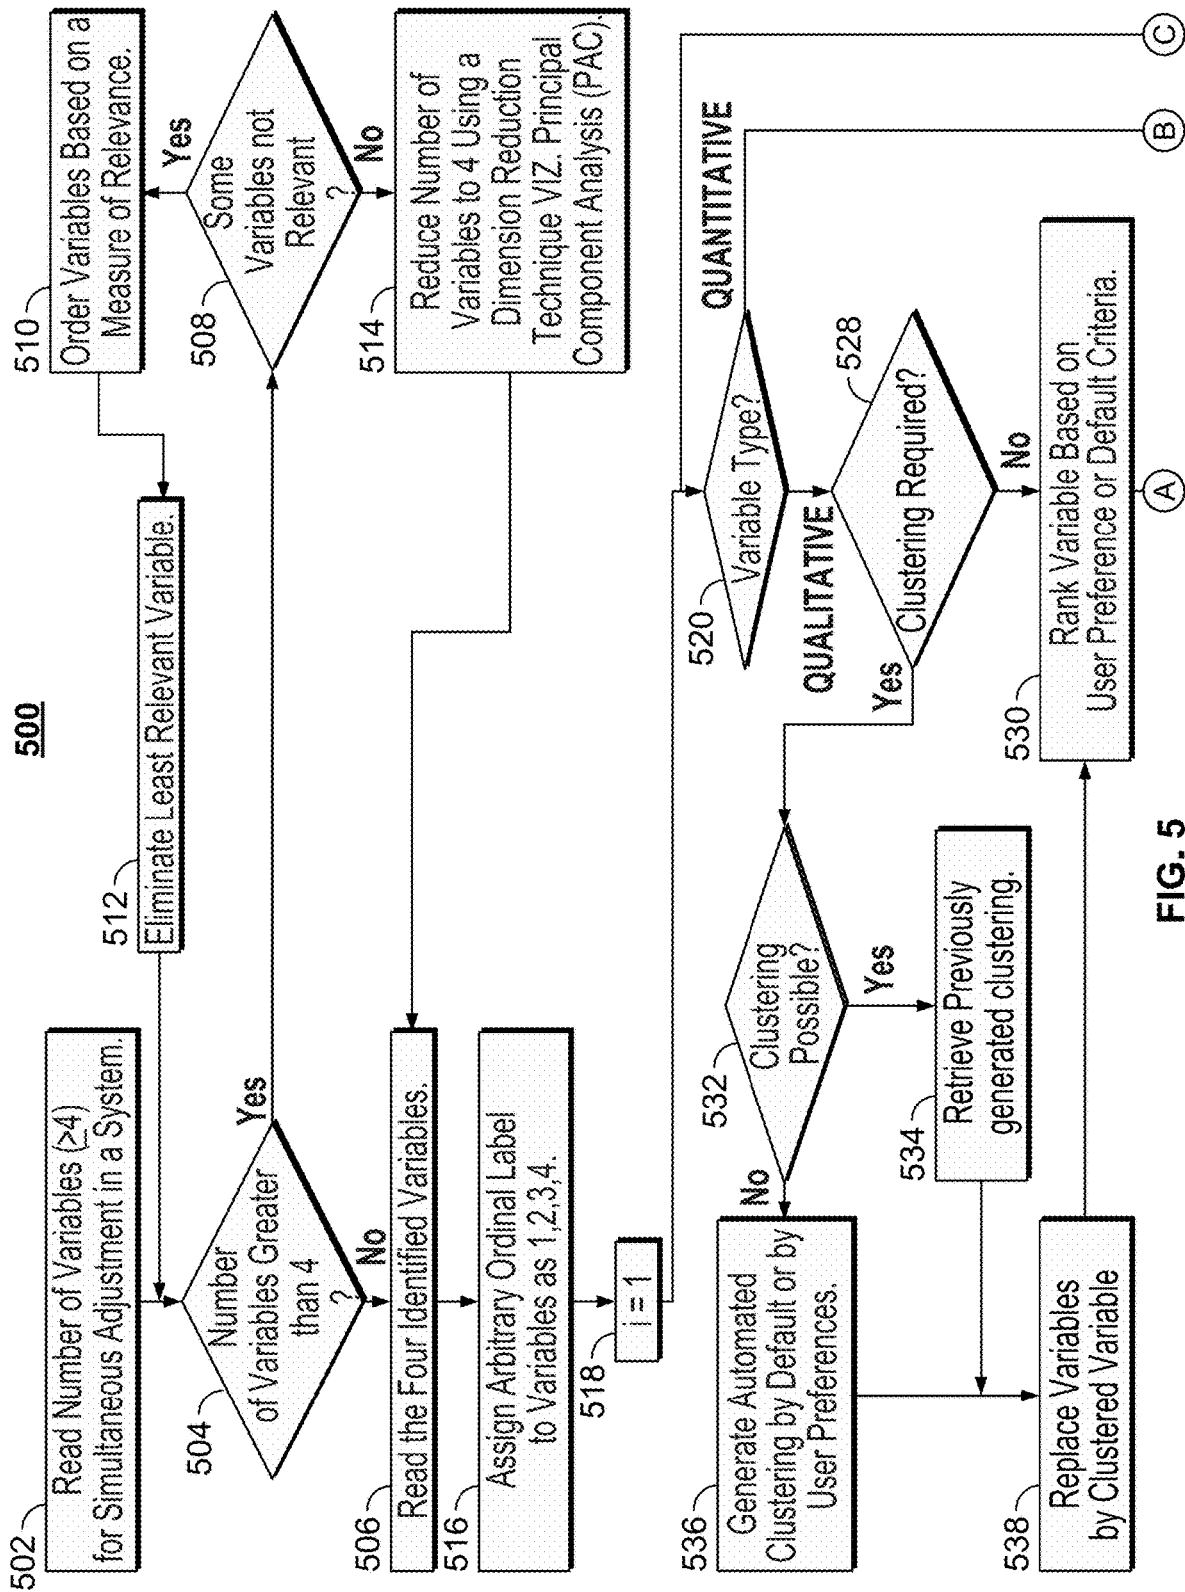 500
502
Read Number of Variables (≥4)
for Simultaneous Adjustment in a System.
504
Number
of Variables Greater
than 4
?
Yes
No
512
Eliminate Least Relevant Variable.
510
Order Variables Based on a
Measure of Relevance.
508
Some
Variables not
Relevant
?
Yes
No
514
Reduce Number of
Variables to 4 Using a
Dimension Reduction
Technique VIZ. Principal
Component Analysis (PAC).
506
Read the Four Identified Variables.
516
Assign Arbitrary Ordinal Label
to Variables as 1,2,3,4.
518
i = 1
520
Variable Type?
QUANTITATIVE
QUALITATIVE
528
Clustering Required?
Yes
No
532
Clustering
Possible?
No
Yes
536
Generate Automated
Clustering by Default or by
User Preferences.
534
Retrieve Previously
generated clustering.
538
Replace Variables
by Clustered Variable
530
Rank Variable Based on
User Preference or Default Criteria.
A
B
C
FIG. 5